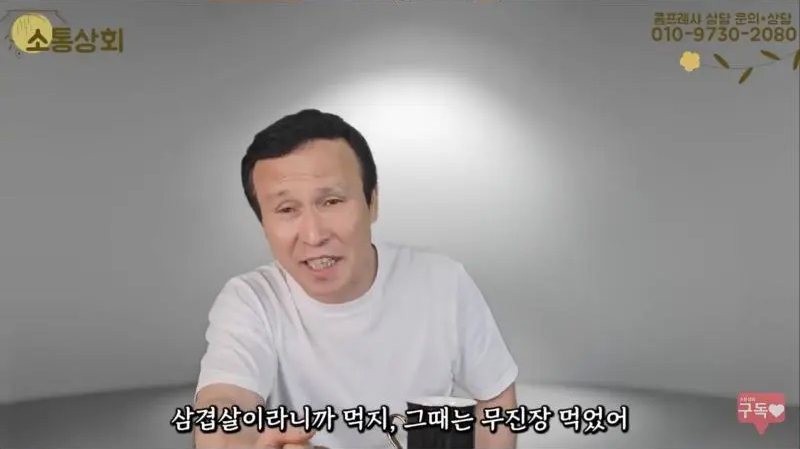 소통상회
콤프레샤 상담 문의*상담
010-9730-2080
삼겹살이라니까 먹지, 그때는 무진장 먹었어
구독